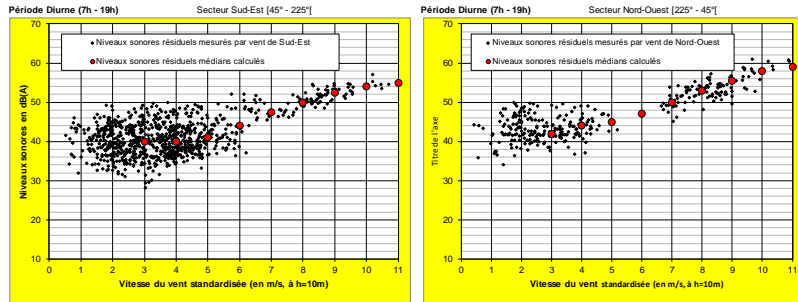 Période Diurne (7h - 19h) Secteur Sud-Est [45° - 225°[
Niveaux sonores résiduels mesurés par vent de Sud-Est
Niveaux sonores résiduels médians calculés
Niveaux sonores en dB(A)
70
60
50
40
30
20
10
0 1 2 3 4 5 6 7 8 9 10 11
Vitesse du vent standardisée (en m/s, à h=10m)
Période Diurne (7h - 19h) Secteur Nord-Ouest [225° - 45°[
Niveaux sonores résiduels mesurés par vent de Nord-Ouest
Niveaux sonores résiduels médians calculés
Titre de l'axe
70
60
50
40
30
20
10
0 1 2 3 4 5 6 7 8 9 10 11
Vitesse du vent standardisée (en m/s, à h=10m)